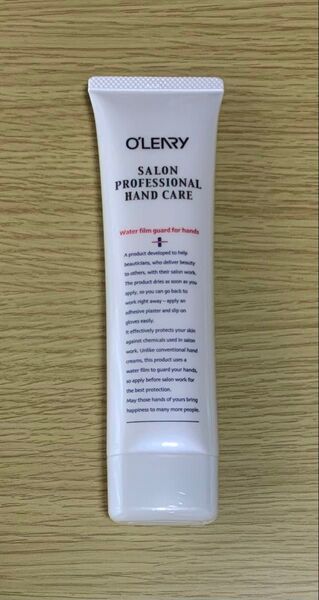 O'LEARY
SALON
PROFESSIONAL
HAND CARE
Water film guard for hands
A product developed to help
beauticians, who deliver beauty
to others, with their salon work.
The product dries as soon as you
apply, so you can go back to
work right away – apply an
adhesive plaster and slip on
gloves easily.
It effectively protects your skin
against chemicals used in salon
work. Unlike conventional hand
creams, this product uses a
water film to guard your hands,
so apply before salon work for
the best protection.
May those hands of yours bring
happiness to many more people.